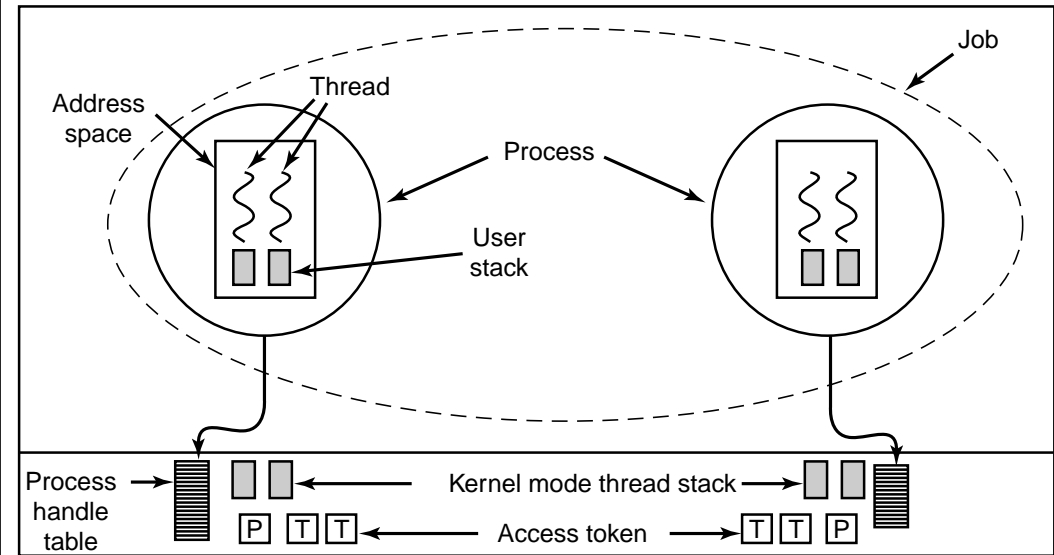 Job
Thread
Address
space
Process
User
stack
Process
handle
table
Kernel mode thread stack
P T T
Access token
T T P